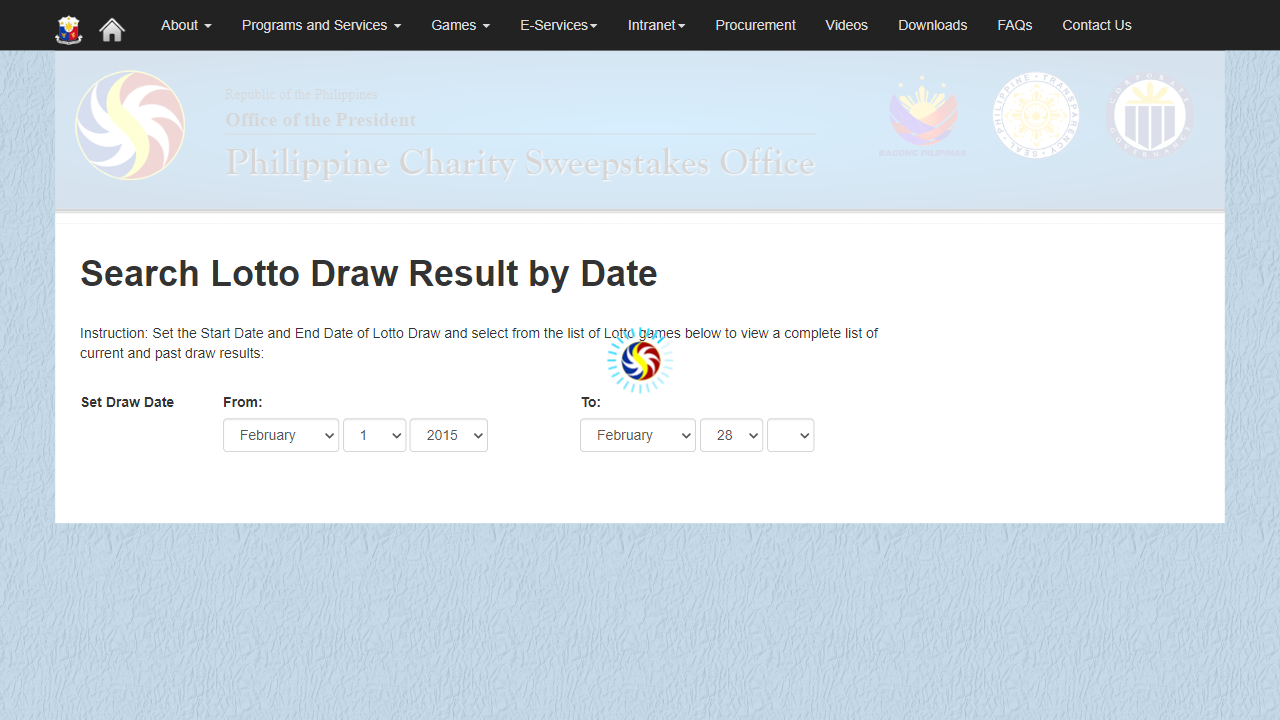 About Programs and Services Games E-Services Intranet Procurement Videos Downloads FAQs Contact Us
Republic of the Philippines
Office of the President
Philippine Charity Sweepstakes Office
BAGONG PILIPINAS
PHILIPPINE • TRANSPARENCY • SEAL •
CORPORATE GOVERNANCE
Search Lotto Draw Result by Date
Instruction: Set the Start Date and End Date of Lotto Draw and select from the list of Lotto games below to view a complete list of
current and past draw results:
Set Draw Date From: To:
February 1 2015 February 28